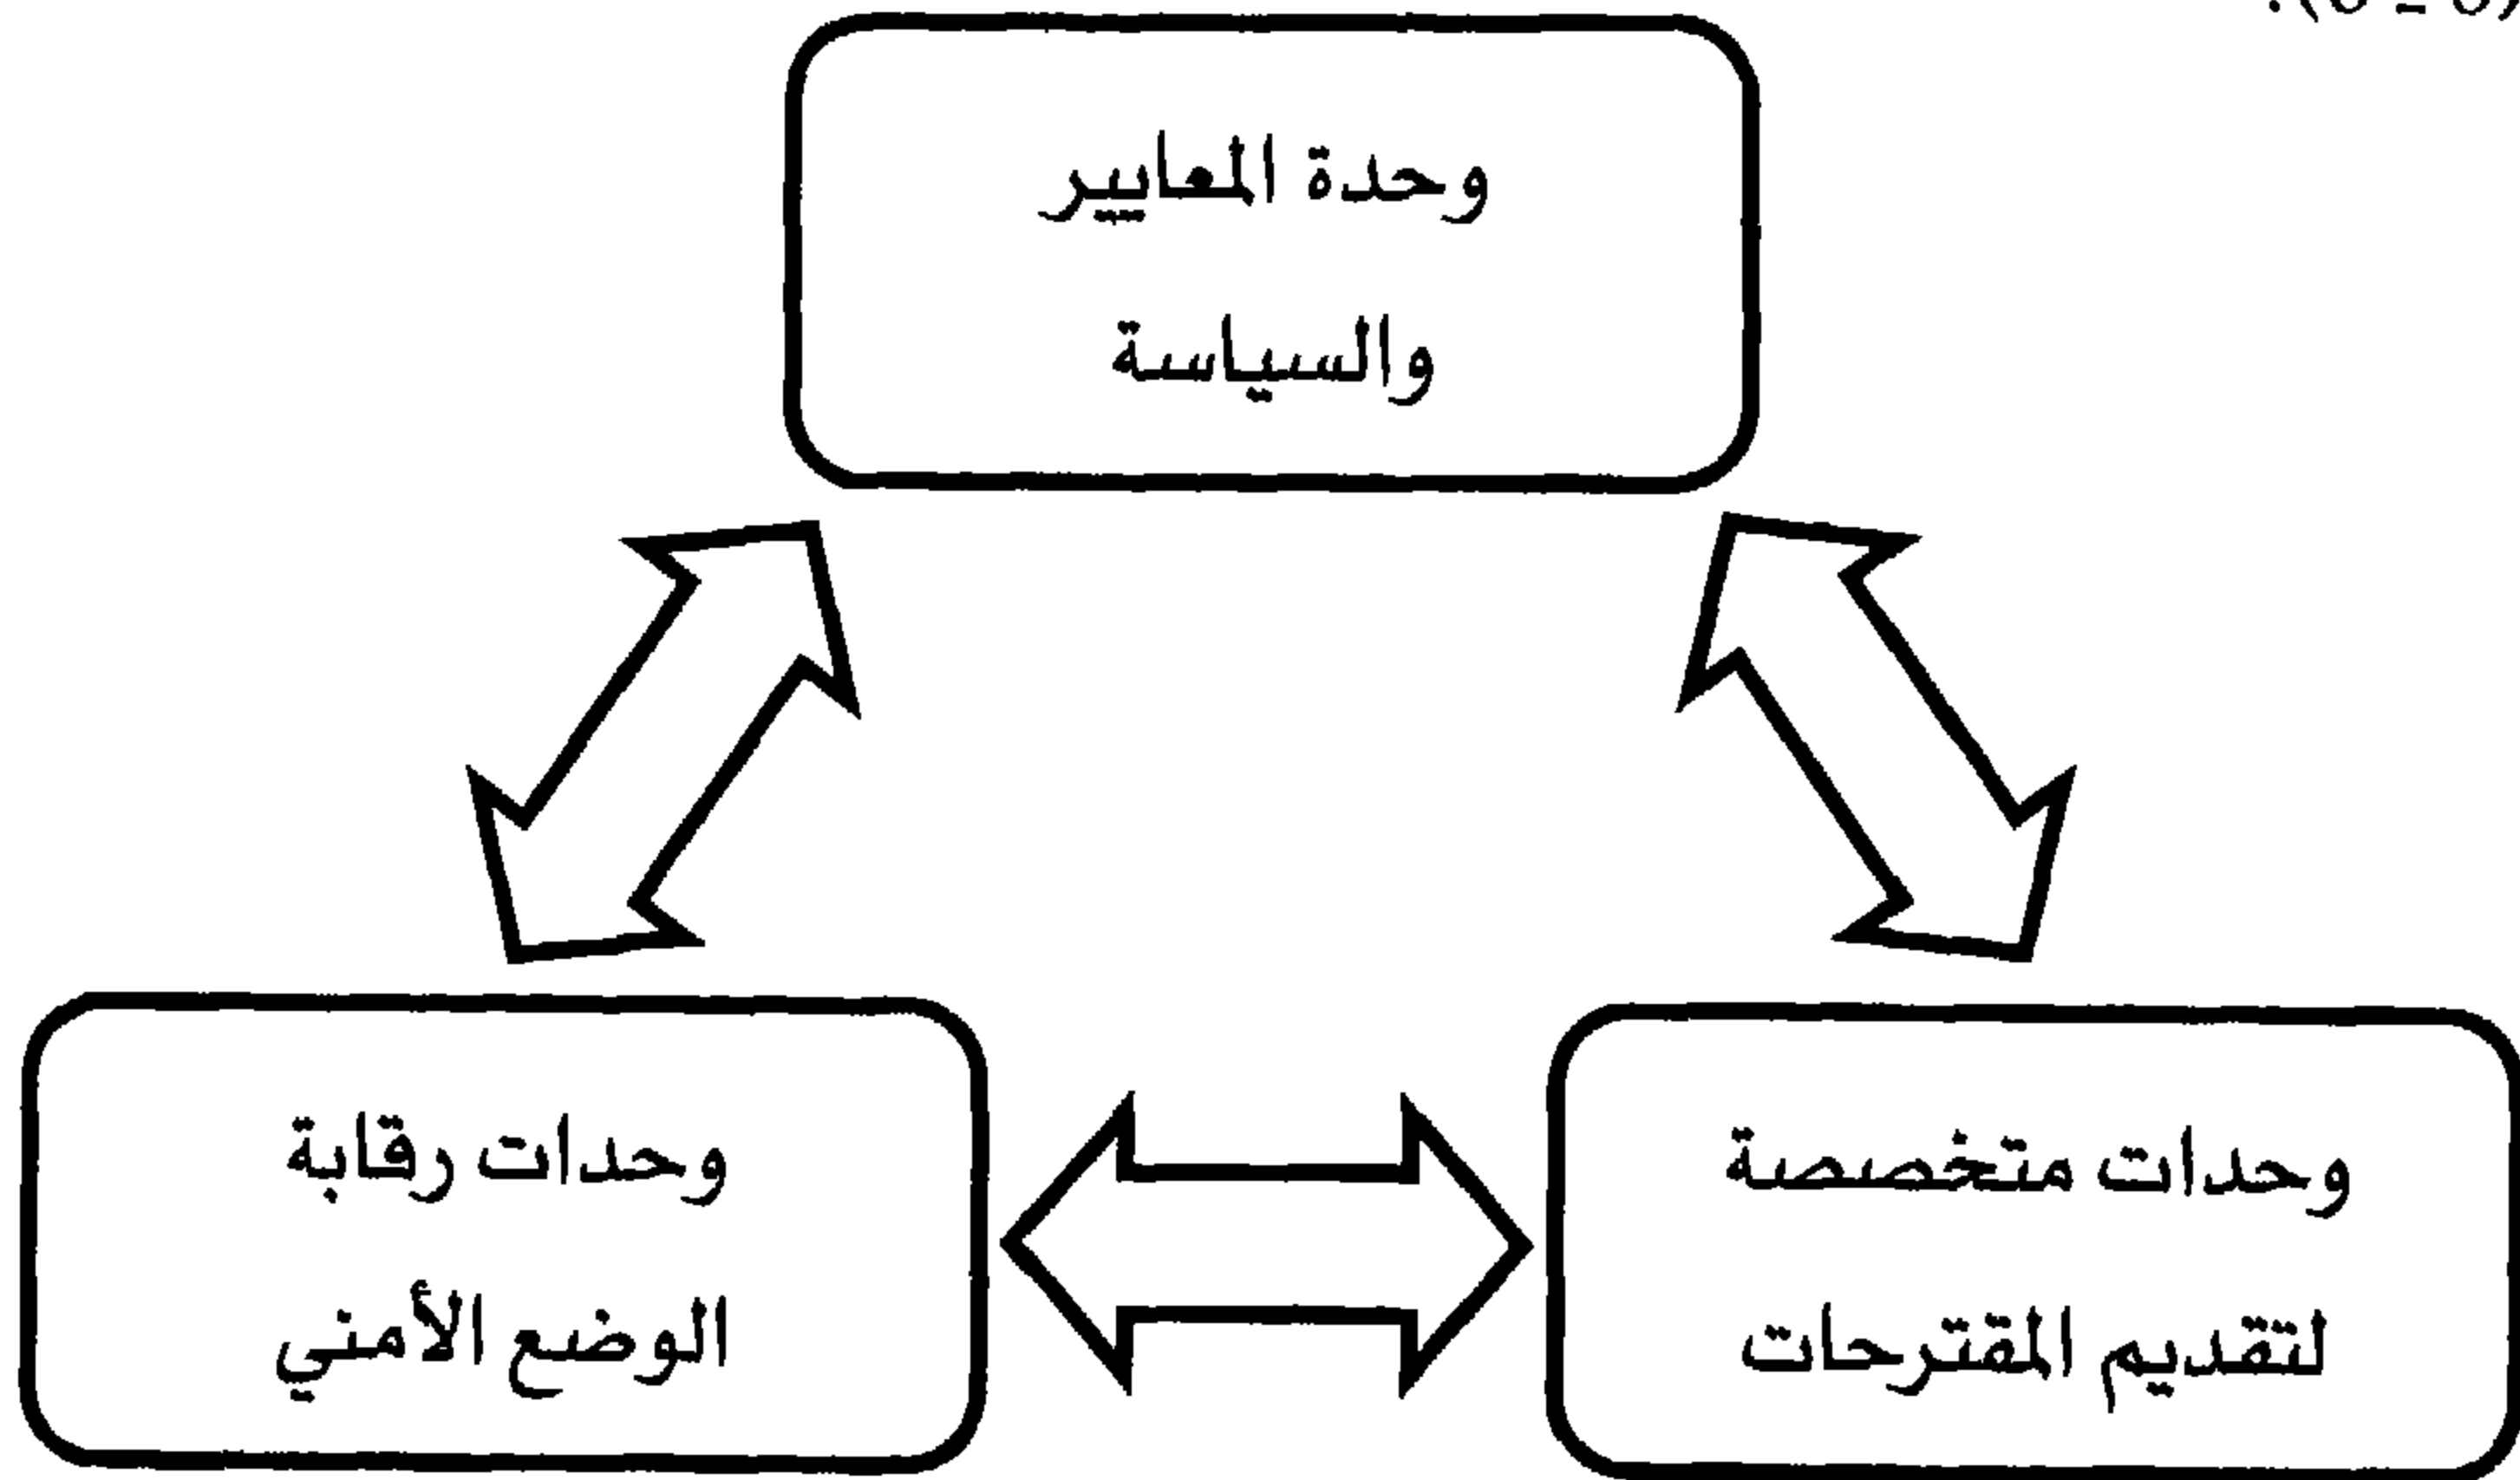 وحدة المعايير
والسياسة
وحدات متخصصة
لتقديم المقترحات
وحدات رقابة
الوضع الأمني